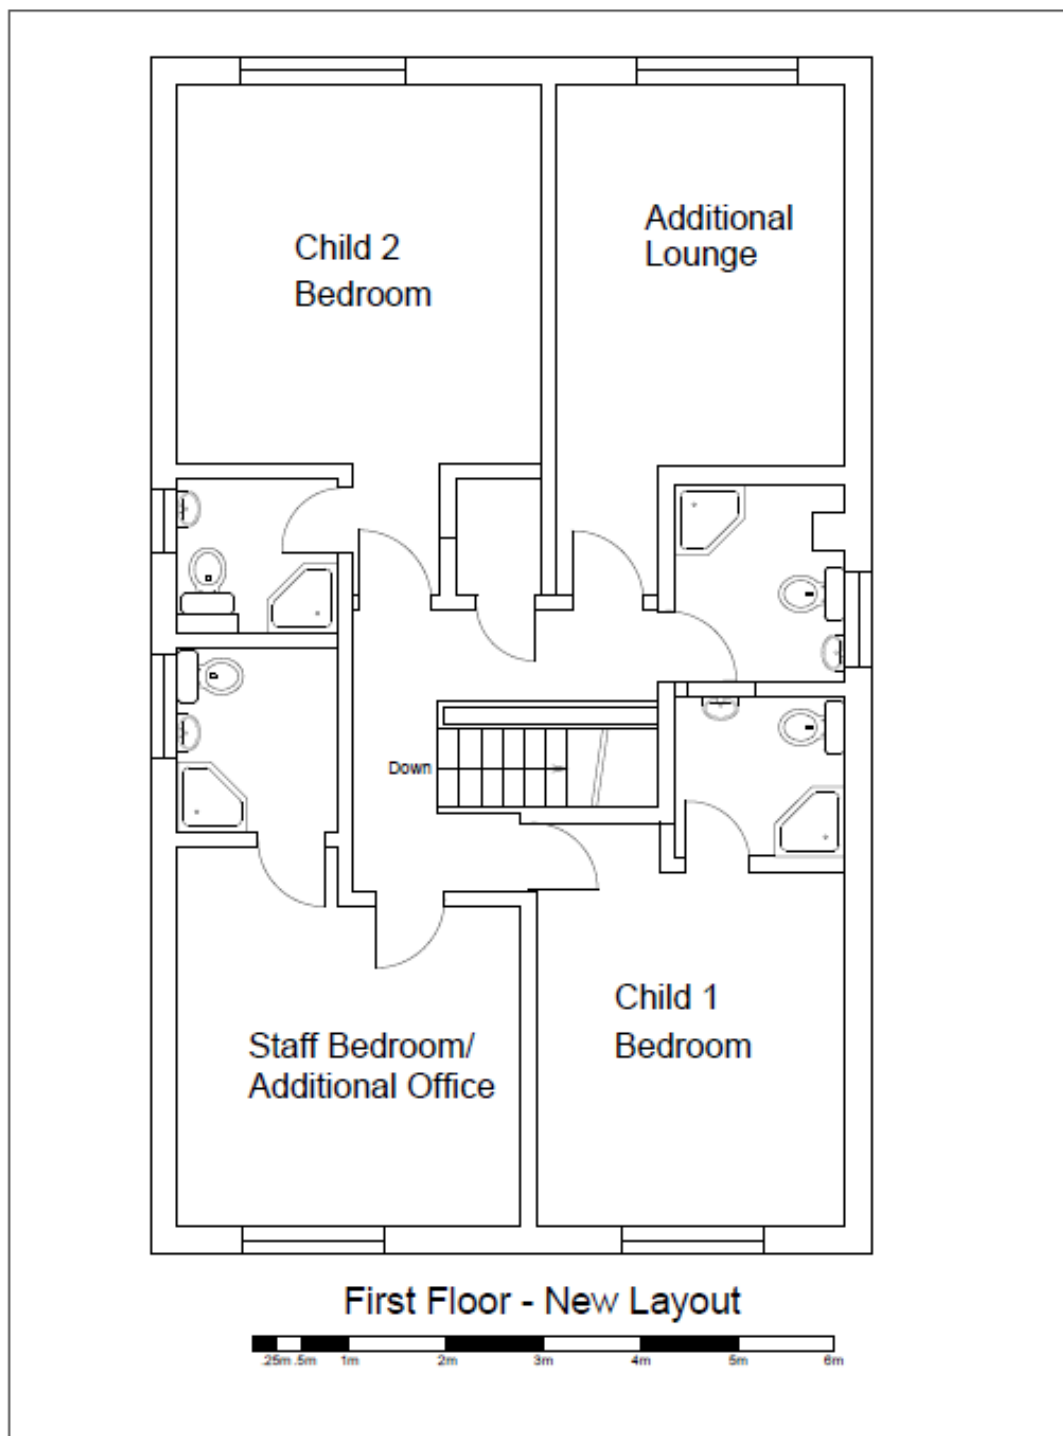 Child 2
Bedroom
Additional
Lounge
Down
Child 1
Bedroom
Staff Bedroom/
Additional Office
First Floor - New Layout
.25m .5m 1m 2m 3m 4m 5m 6m